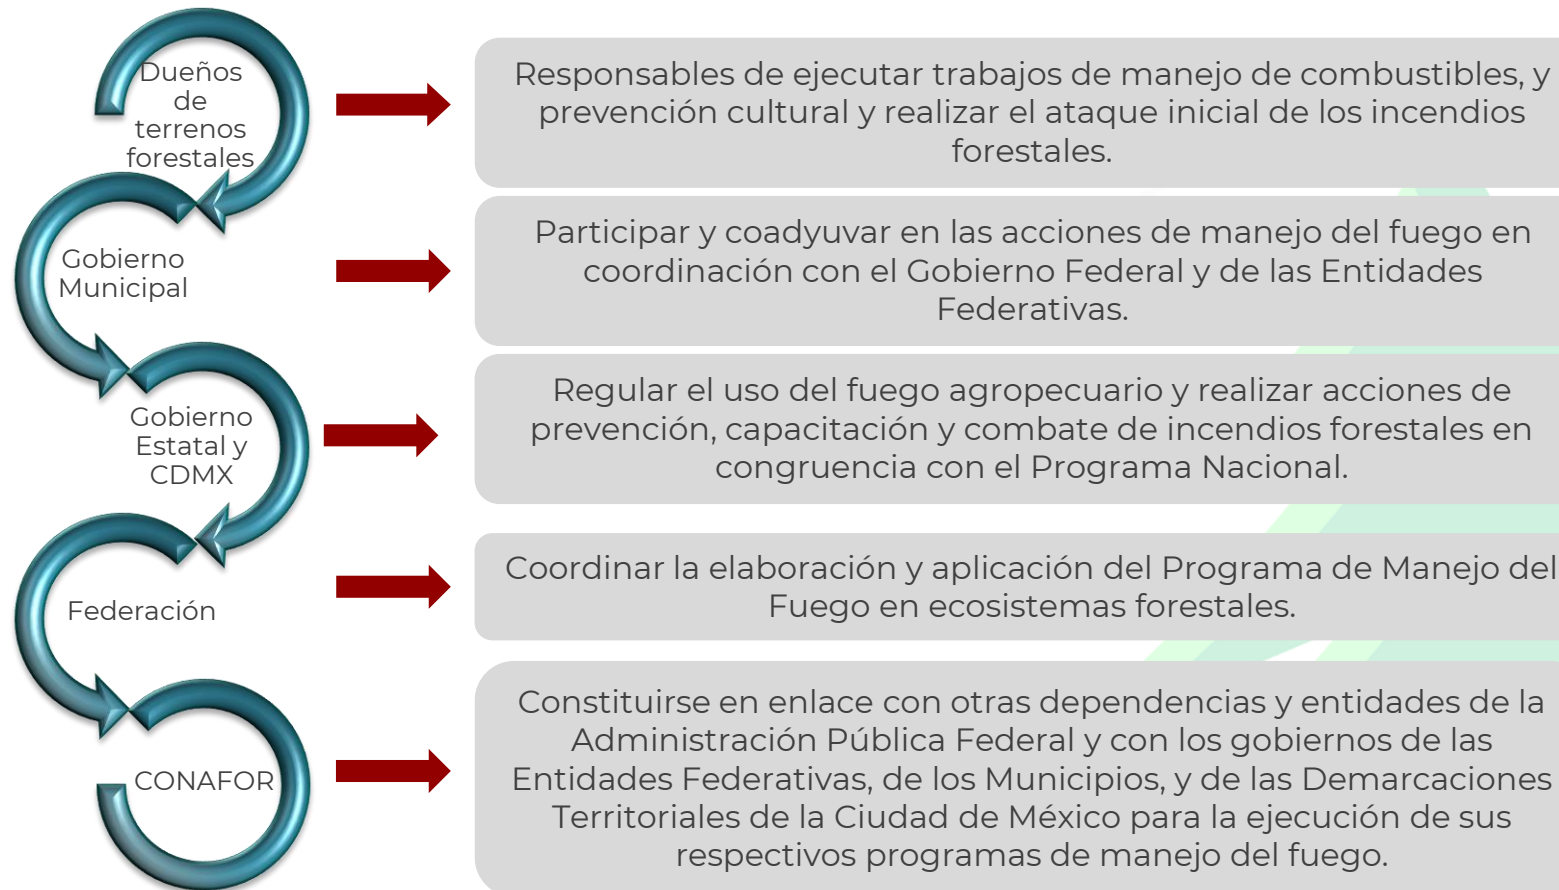 Dueños
de
terrenos
forestales
Responsables de ejecutar trabajos de manejo de combustibles, y
prevención cultural y realizar el ataque inicial de los incendios
forestales.
Gobierno
Municipal
Participar y coadyuvar en las acciones de manejo del fuego en
coordinación con el Gobierno Federal y de las Entidades
Federativas.
Gobierno
Estatal y
CDMX
Regular el uso del fuego agropecuario y realizar acciones de
prevención, capacitación y combate de incendios forestales en
congruencia con el Programa Nacional.
Federación
Coordinar la elaboración y aplicación del Programa de Manejo del
Fuego en ecosistemas forestales.
CONAFOR
Constituirse en enlace con otras dependencias y entidades de la
Administración Pública Federal y con los gobiernos de las
Entidades Federativas, de los Municipios, y de las Demarcaciones
Territoriales de la Ciudad de México para la ejecución de sus
respectivos programas de manejo del fuego.